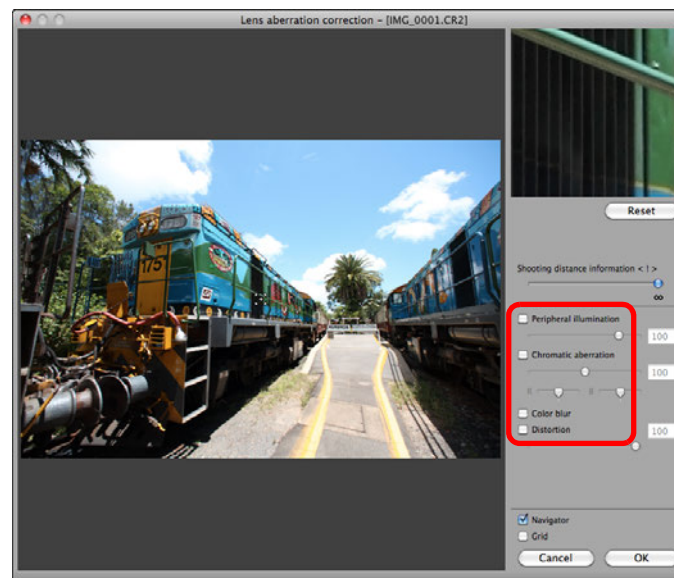 Lens aberration correction – [IMG_0001.CR2]
175
Reset
Shooting distance information < ! >
∞
Peripheral illumination
100
Chromatic aberration
100
R
B
Color blur
Distortion
100
Navigator
Grid
Cancel
OK